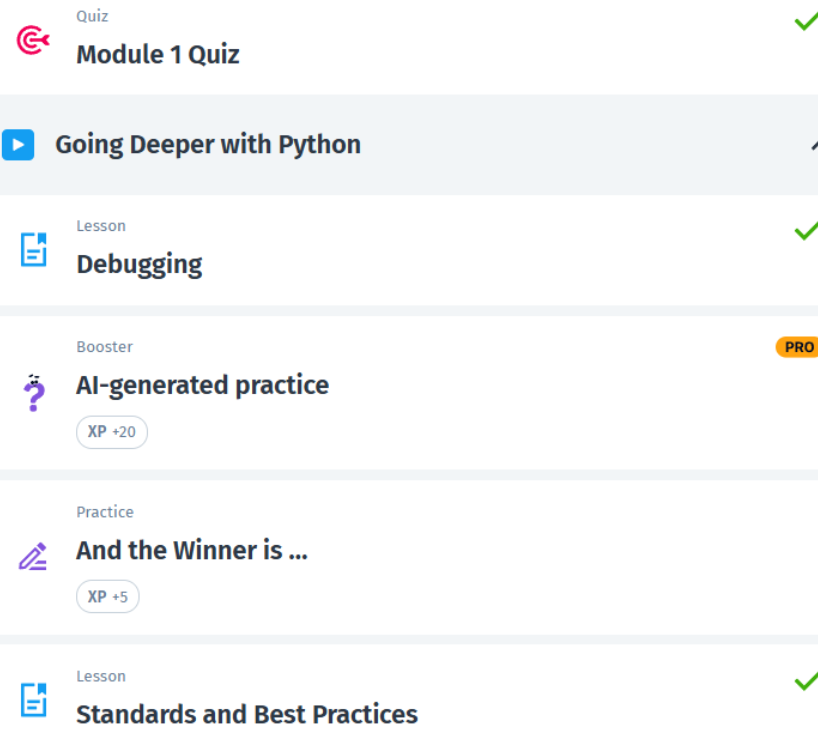 Quiz
Module 1 Quiz
Going Deeper with Python
Lesson
Debugging
Booster
PRO
AI-generated practice
XP +20
Practice
And the Winner is ...
XP +5
Lesson
Standards and Best Practices